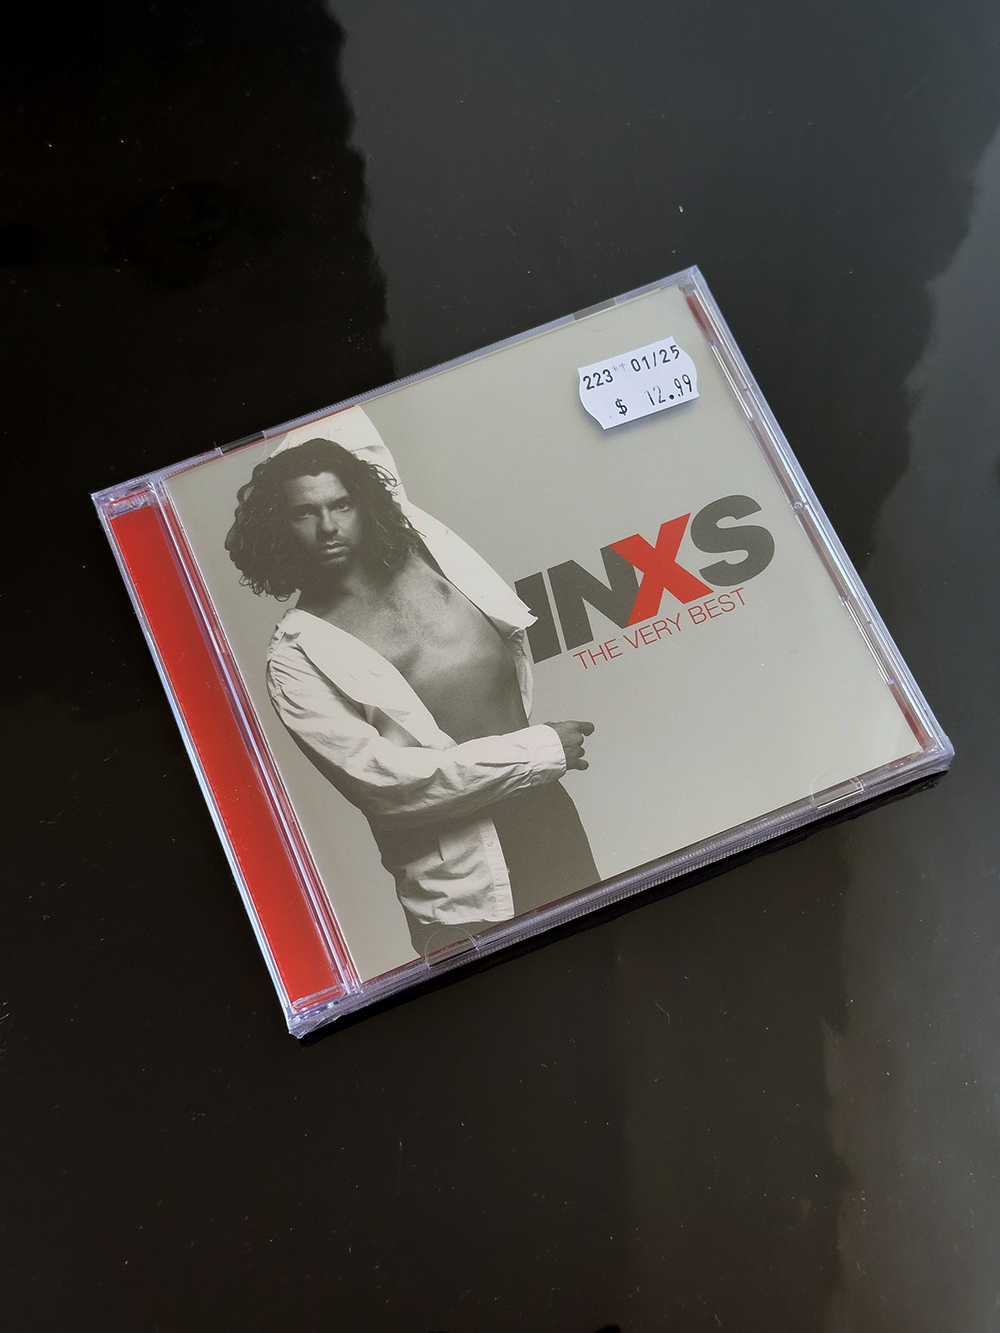 223 01/25
$ 12.99
INXS
THE VERY BEST